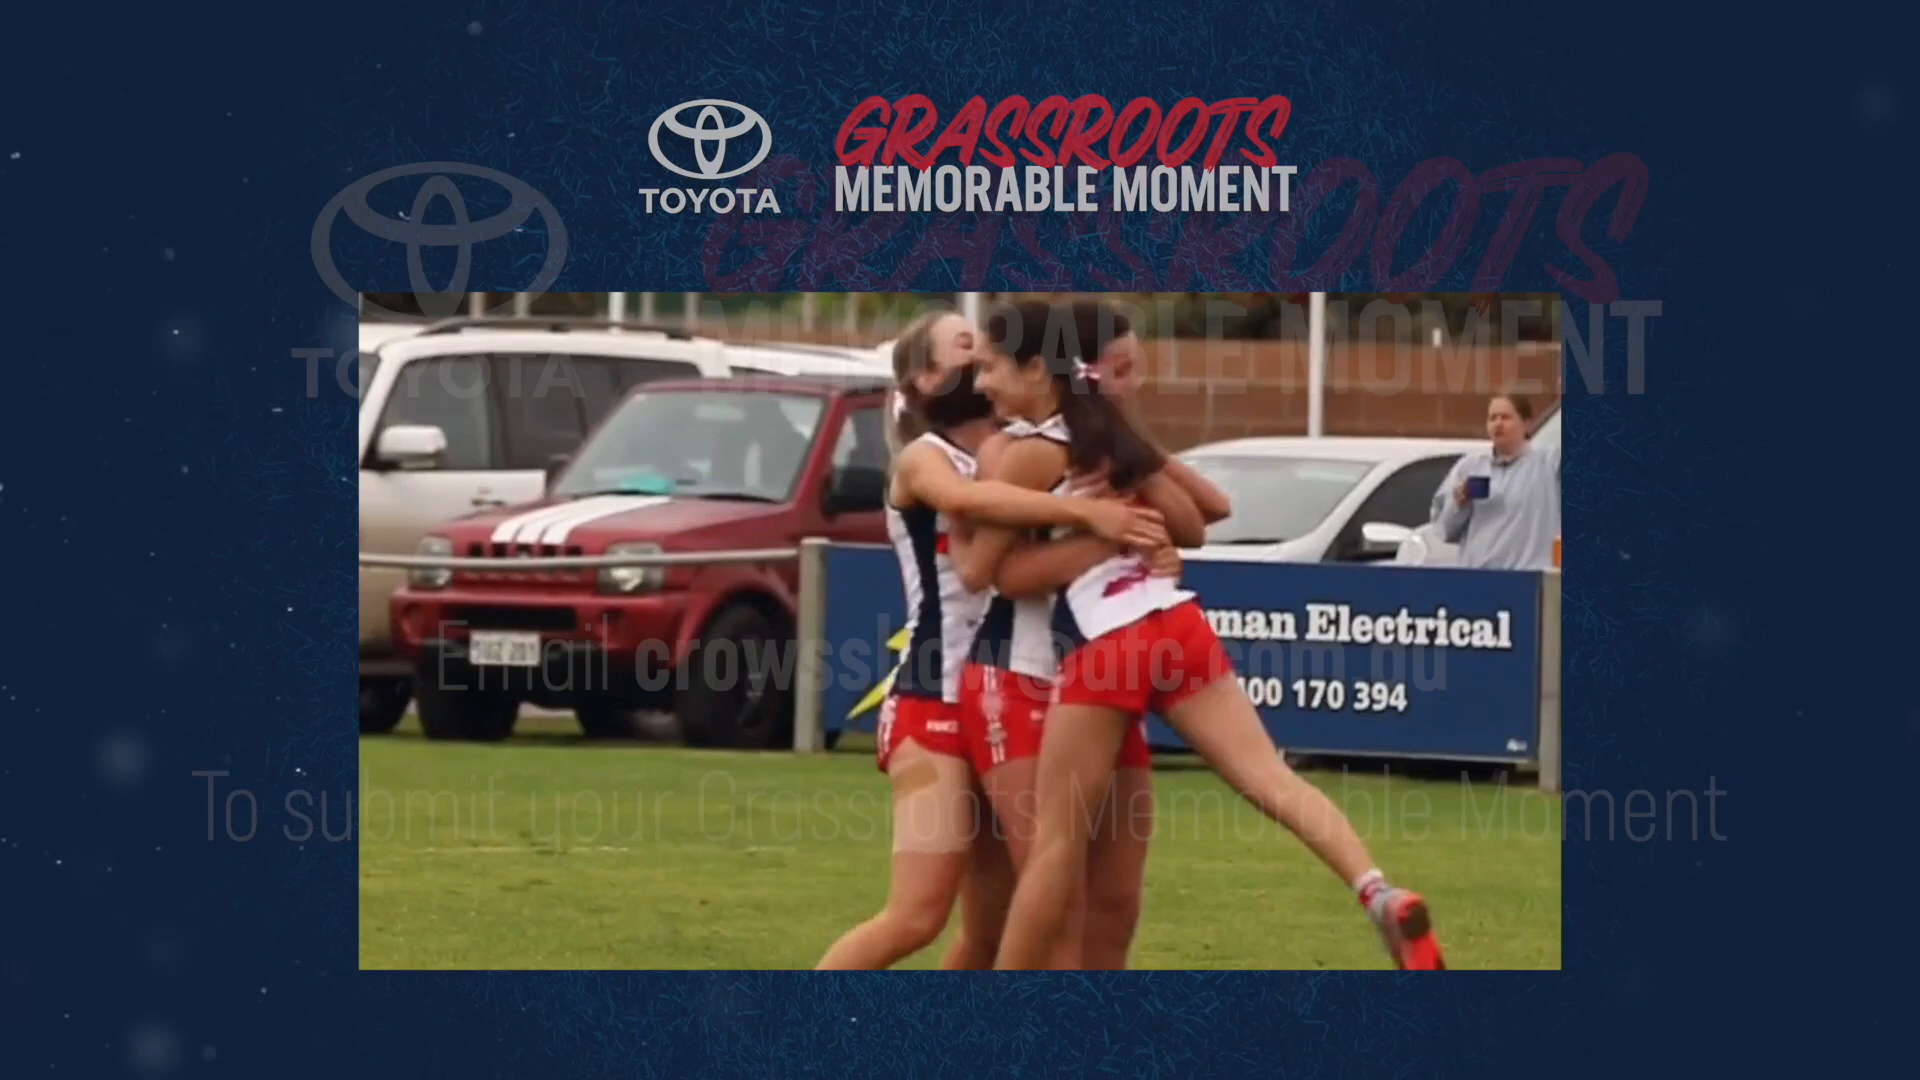 GRASSROOTS
TOYOTA MEMORABLE MOMENT
GRASSROOTS
TOYOTA MEMORABLE MOMENT
man Electrical
00 170 394
Email crowsshow@afc.com.au
To submit your Grassroots Memorable Moment